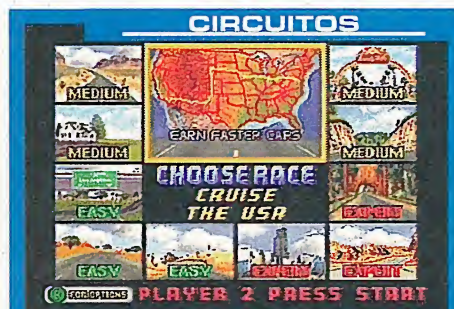 CIRCUITOS
MEDIUM
MEDIUM
EARN FASTER CARS
MEDIUM
MEDIUM
CHOOSE RACE
CRUISE
THE USA
EASY
EXPERT
EASY
EASY
EXPERT
EXPERT
R FOR OPTIONS
PLAYER 2 PRESS START